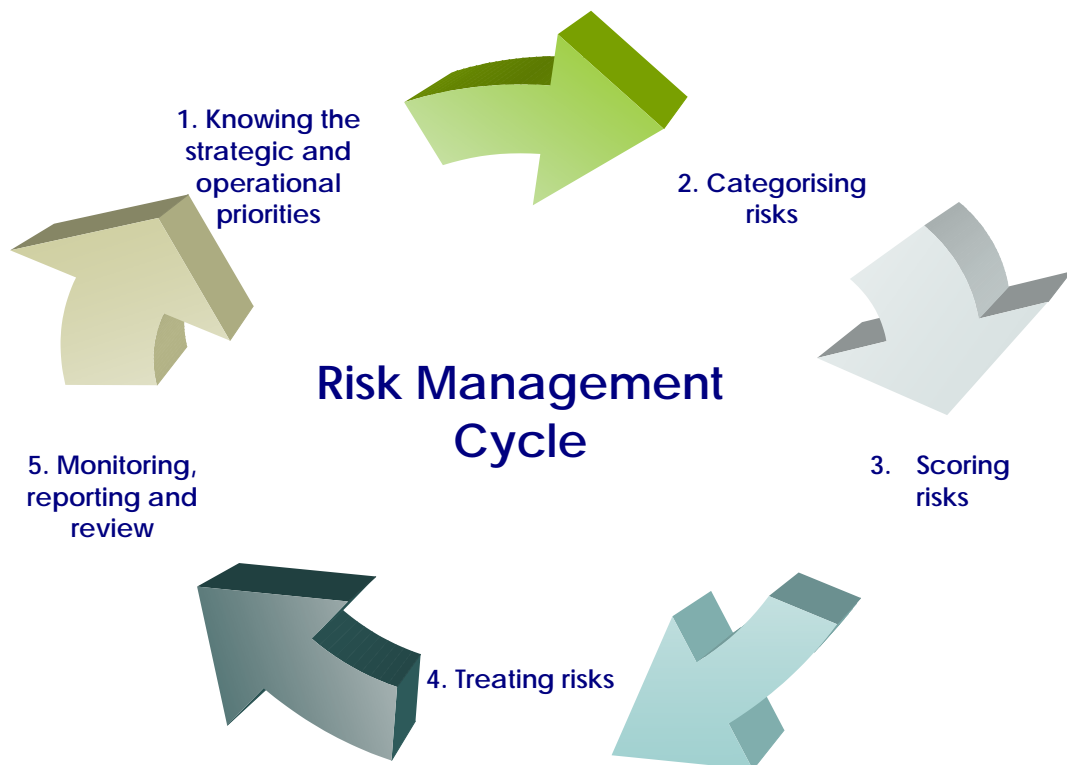 1. Knowing the
strategic and
operational
priorities
2. Categorising
risks
Risk Management
Cycle
3. Scoring
risks
4. Treating risks
5. Monitoring,
reporting and
review